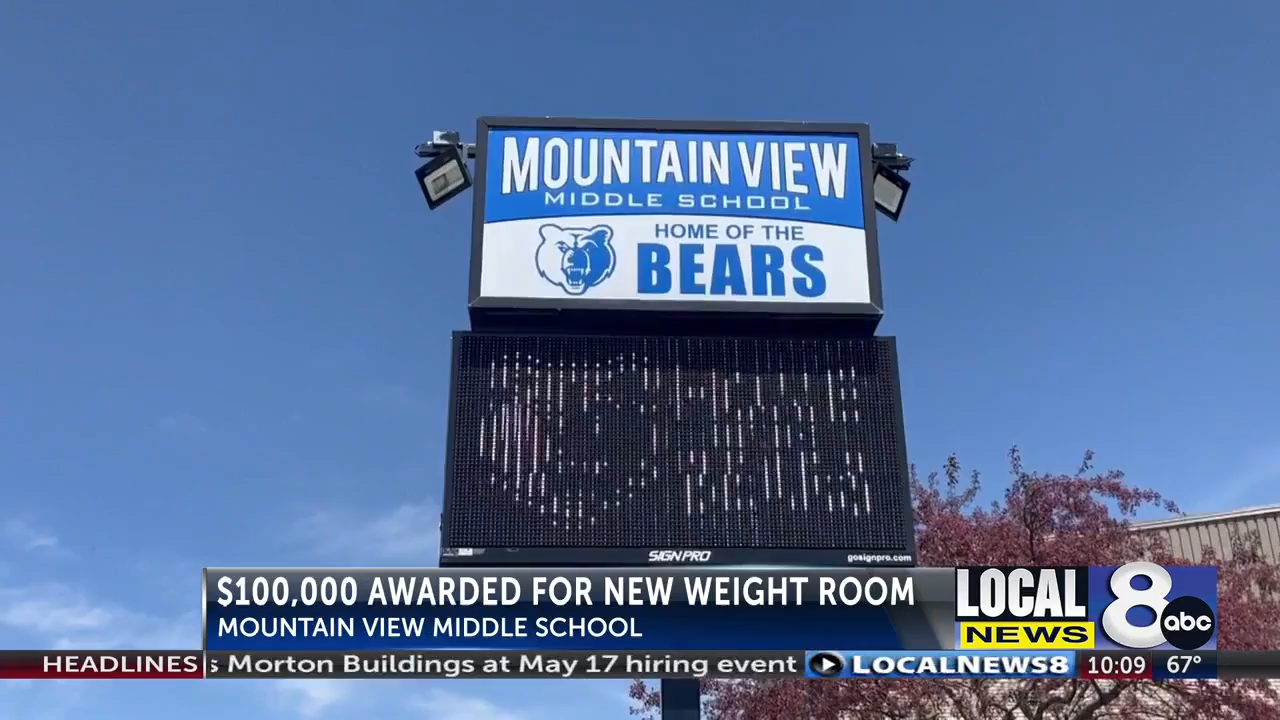 MOUNTAIN VIEW
MIDDLE SCHOOL
HOME OF THE
BEARS
SIGNPRO
gosignpro.com
$100,000 AWARDED FOR NEW WEIGHT ROOM
MOUNTAIN VIEW MIDDLE SCHOOL
LOCAL
NEWS
8
abc
HEADLINES
s Morton Buildings at May 17 hiring event
LOCALNEWS8
10:09
67°